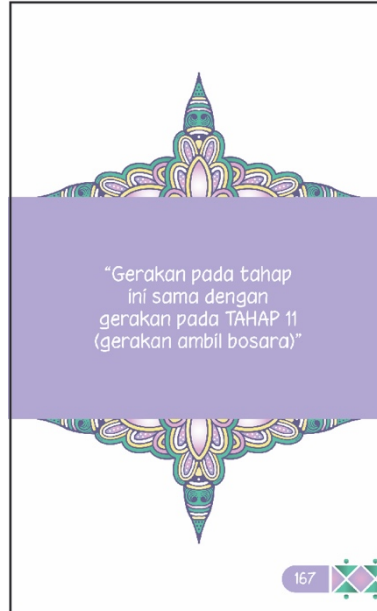 “Gerakan pada tahap
ini sama dengan
gerakan pada TAHAP 11
(gerakan ambil bosara)”
167